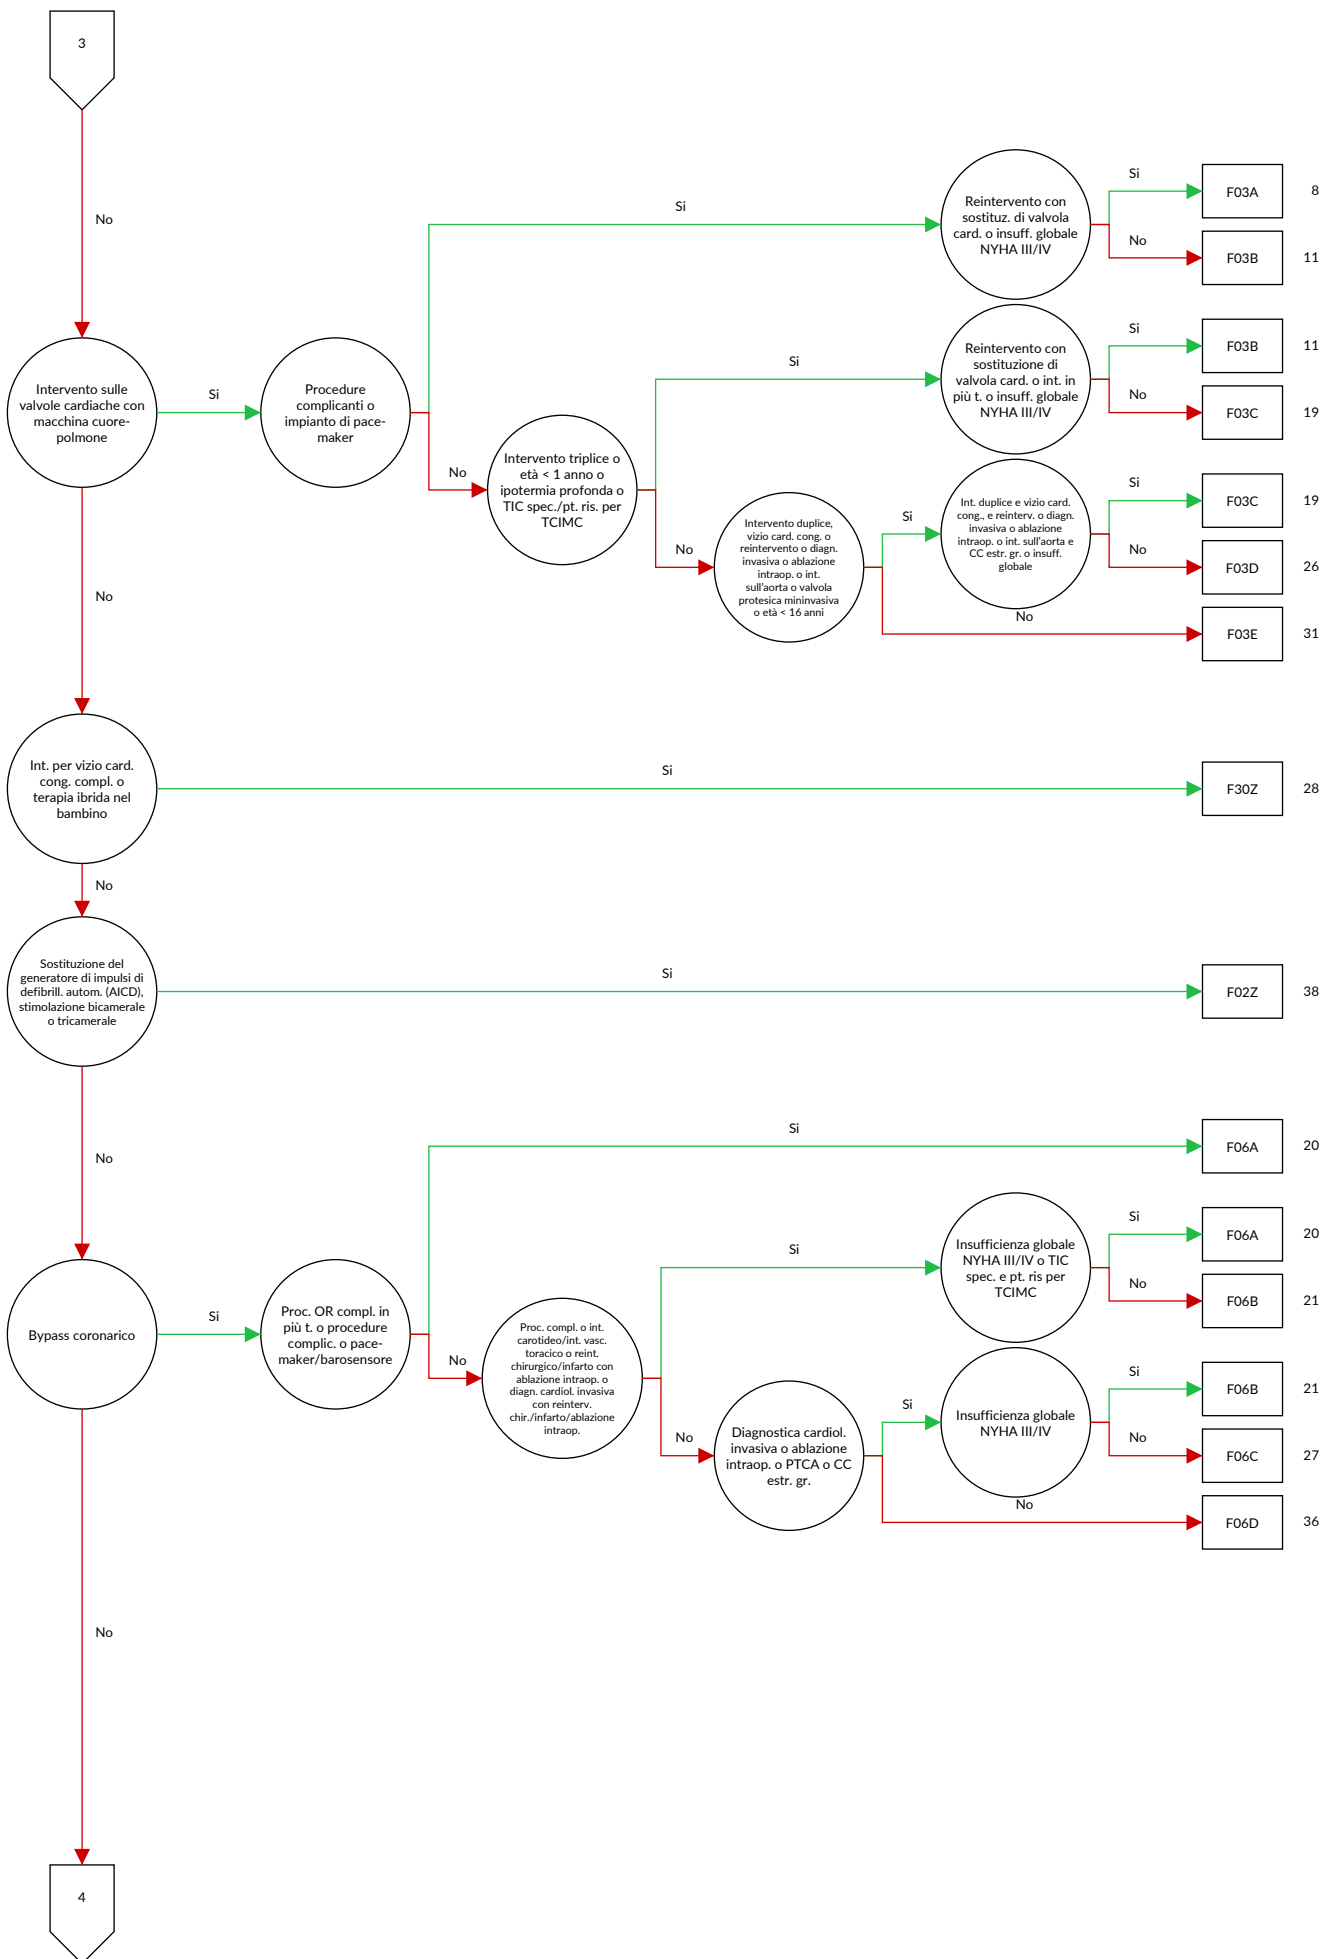 3
No
Si
Reintervento con
sostituz. di valvola
card. o insuff. globale
NYHA III/IV
Si
F03A
8
No
F03B
11
Intervento sulle
valvole cardiache con
macchina cuore-
polmone
Si
Procedure
complicanti o
impianto di pace-
maker
No
Intervento triplice o
età < 1 anno o
ipotermia profonda o
TIC spec./pt. ris. per
TCIMC
Si
Reintervento con
sostituzione di
valvola card. o int. in
più t. o insuff. globale
NYHA III/IV
Si
F03B
11
No
F03C
19
No
Intervento duplice,
vizio card. cong. o
reintervento o diagn.
invasiva o ablazione
intraop. o int.
sull'aorta o valvola
protesica mininvasiva
o età < 16 anni
Si
Int. duplice e vizio card.
cong., e reinterv. o diagn.
invasiva o ablazione
intraop. o int. sull'aorta e
CC estr. gr. o insuff.
globale
Si
F03C
19
No
F03D
26
No
F03E
31
No
Int. per vizio card.
cong. compl. o
terapia ibrida nel
bambino
Si
F30Z
28
No
Sostituzione del
generatore di impulsi di
defibrill. autom. (AICD),
stimolazione bicamerale
o tricamerale
Si
F02Z
38
No
Bypass coronarico
Si
Proc. OR compl. in
più t. o procedure
complic. o pace-
maker/barosensore
Si
F06A
20
No
Proc. compl. o int.
carotideo/int. vasc.
toracico o reint.
chirurgico/infarto con
ablazione intraop. o
diagn. cardiol. invasiva
con reinterv.
chir./infarto/ablazione
intraop.
Si
Insufficienza globale
NYHA III/IV o TIC
spec. e pt. ris per
TCIMC
Si
F06A
20
No
F06B
21
No
Diagnostica cardiol.
invasiva o ablazione
intraop. o PTCA o CC
estr. gr.
Si
Insufficienza globale
NYHA III/IV
Si
F06B
21
No
F06C
27
No
F06D
36
No
4